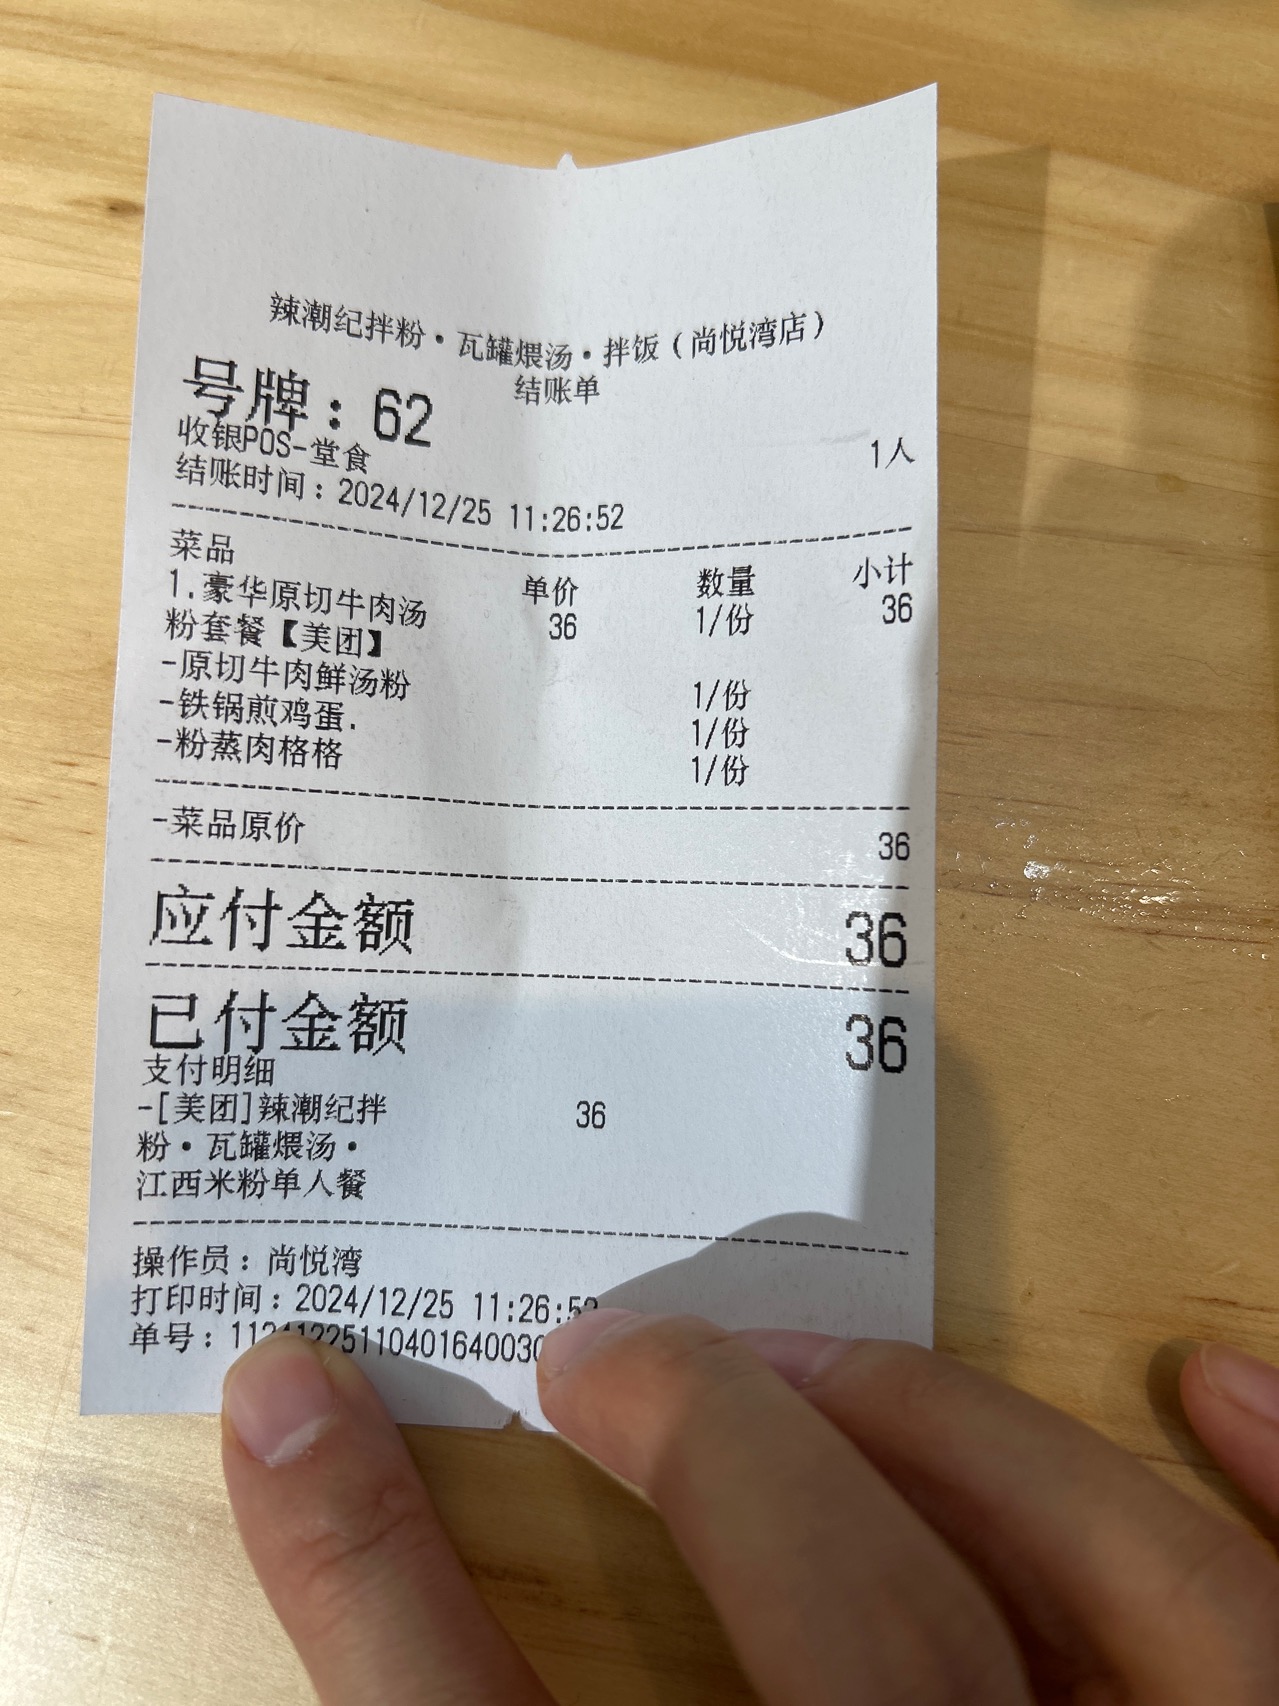 辣潮纪拌粉·瓦罐煨汤·拌饭(尚悦湾店)
结账单
号牌:62
收银POS-堂食 1人
结账时间:2024/12/25 11:26:52
菜品 单价 数量 小计
1.豪华原切牛肉汤 36 1/份 36
粉套餐【美团】
-原切牛肉鲜汤粉 1/份
-铁锅煎鸡蛋. 1/份
-粉蒸肉格格 1/份
-菜品原价 36
应付金额 36
已付金额 36
支付明细
-[美团]辣潮纪拌 36
粉·瓦罐煨汤·
江西米粉单人餐
操作员:尚悦湾
打印时间:2024/12/25 11:26:
单号: